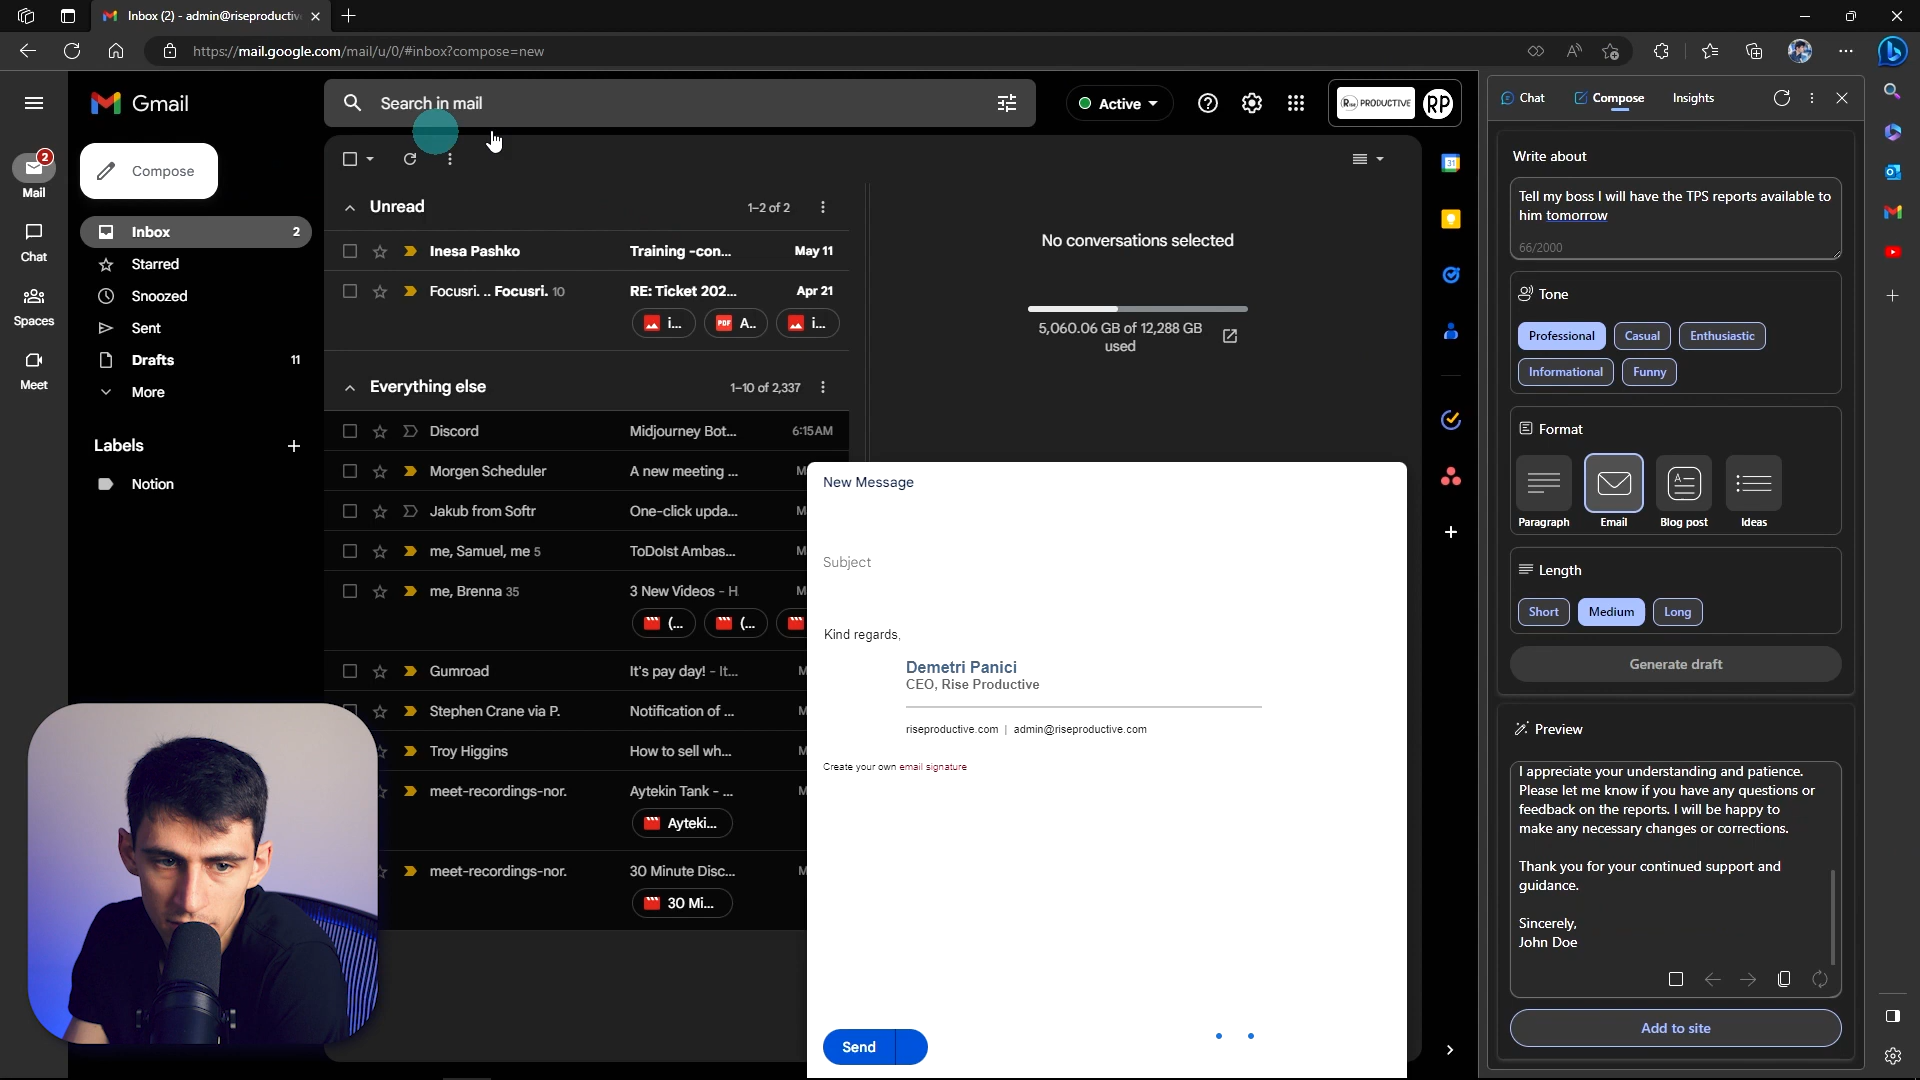 Inbox (2) - admin@riseproductiv
https://mail.google.com/mail/u/0/#inbox?compose=new
Gmail
Search in mail
Active
RISE PRODUCTIVE
RP
2
Mail
Chat
Spaces
Meet
Compose
Inbox 2
Starred
Snoozed
Sent
Drafts 11
More
Labels
Notion
Unread 1–2 of 2
Inesa Pashko Training -con... May 11
Focusri. .. Focusri. 10 RE: Ticket 202... Apr 21
i... PDF A.. i...
Everything else 1–10 of 2,337
Discord Midjourney Bot... 6:15 AM
Morgen Scheduler A new meeting ... M
Jakub from Softr One-click upda... M
me, Samuel, me 5 ToDoIst Ambas... M
me, Brenna 35 3 New Videos - H M
(... (...
Gumroad It's pay day! - It... M
Stephen Crane via P. Notification of ... M
Troy Higgins How to sell wh... M
meet-recordings-nor. Aytekin Tank - ... M
Ayteki...
meet-recordings-nor. 30 Minute Disc... M
30 Mi...
No conversations selected
5,060.06 GB of 12,288 GB
used
New Message
Subject
Kind regards,
Demetri Panici
CEO, Rise Productive
riseproductive.com | admin@riseproductive.com
Create your own email signature
Send
31
Chat Compose Insights
Write about
Tell my boss I will have the TPS reports available to
him tomorrow
66/2000
Tone
Professional Casual Enthusiastic
Informational Funny
Format
Paragraph Email Blog post Ideas
Length
Short Medium Long
Generate draft
Preview
I appreciate your understanding and patience.
Please let me know if you have any questions or
feedback on the reports. I will be happy to
make any necessary changes or corrections.
Thank you for your continued support and
guidance.
Sincerely,
John Doe
Add to site